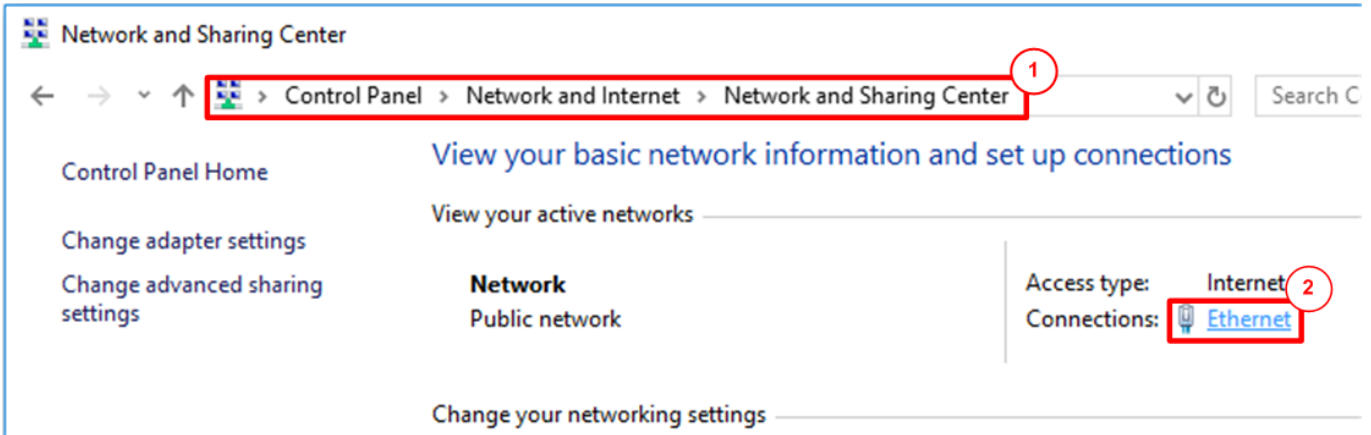 Network and Sharing Center
1
Control Panel > Network and Internet > Network and Sharing Center
Search C
Control Panel Home
View your basic network information and set up connections
View your active networks
Change adapter settings
Change advanced sharing
settings
Network
Public network
Access type: Internet
2
Connections: Ethernet
Change your networking settings